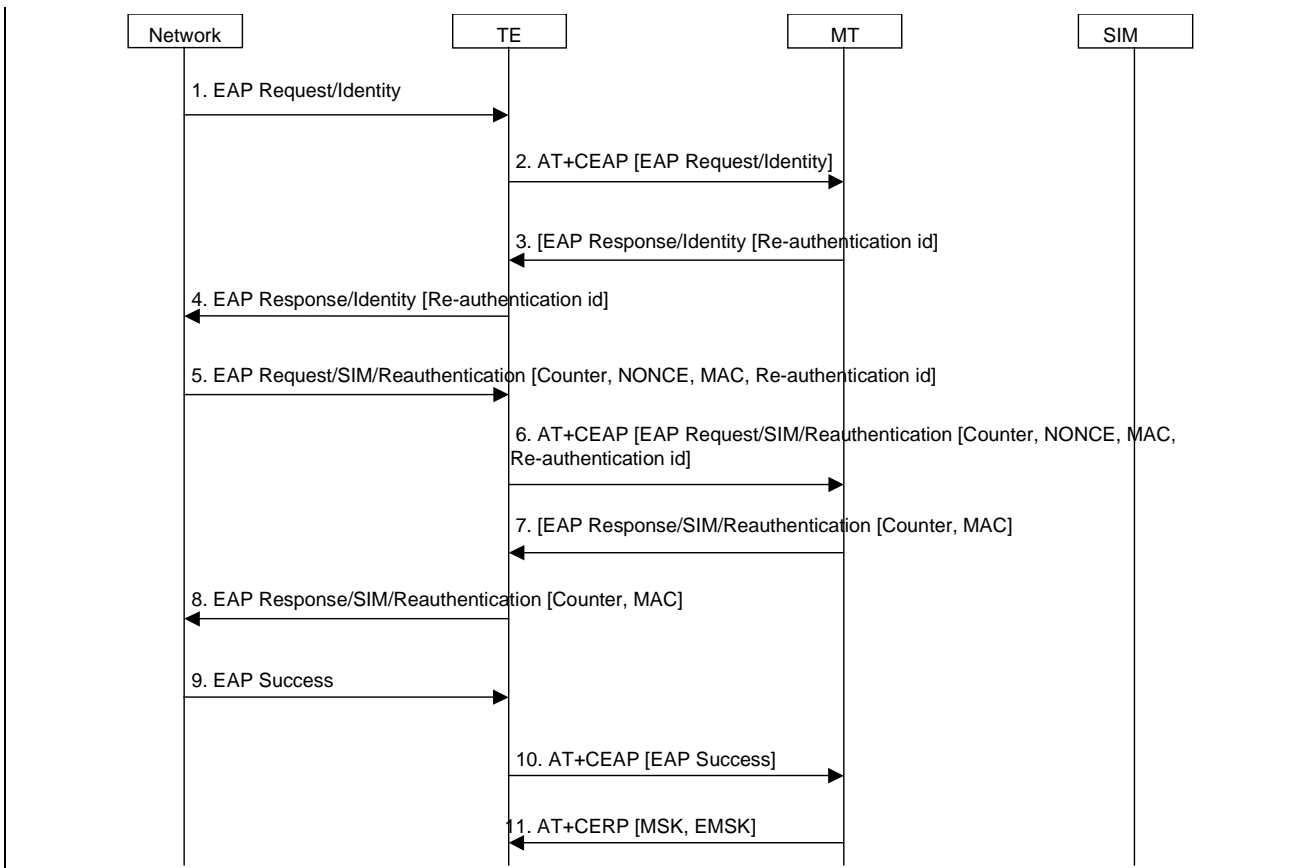 Network
TE
MT
SIM
1. EAP Request/Identity
2. AT+CEAP [EAP Request/Identity]
3. [EAP Response/Identity [Re-authentication id]
4. EAP Response/Identity [Re-authentication id]
5. EAP Request/SIM/Reauthentication [Counter, NONCE, MAC, Re-authentication id]
6. AT+CEAP [EAP Request/SIM/Reauthentication [Counter, NONCE, MAC,
Re-authentication id]
7. [EAP Response/SIM/Reauthentication [Counter, MAC]
8. EAP Response/SIM/Reauthentication [Counter, MAC]
9. EAP Success
10. AT+CEAP [EAP Success]
11. AT+CERP [MSK, EMSK]